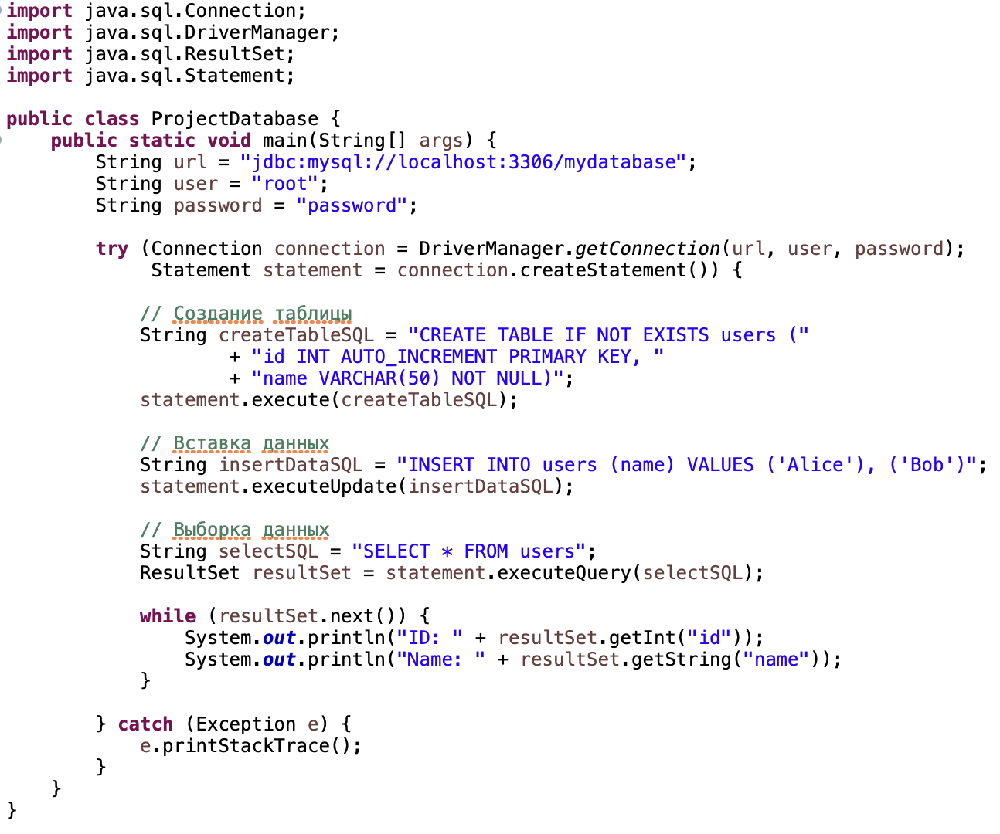 import java.sql.Connection;
import java.sql.DriverManager;
import java.sql.ResultSet;
import java.sql.Statement;

public class ProjectDatabase {
    public static void main(String[] args) {
        String url = "jdbc:mysql://localhost:3306/mydatabase";
        String user = "root";
        String password = "password";

        try (Connection connection = DriverManager.getConnection(url, user, password);
             Statement statement = connection.createStatement()) {

            // Создание таблицы
            String createTableSQL = "CREATE TABLE IF NOT EXISTS users ("
                    + "id INT AUTO_INCREMENT PRIMARY KEY, "
                    + "name VARCHAR(50) NOT NULL)";
            statement.execute(createTableSQL);

            // Вставка данных
            String insertDataSQL = "INSERT INTO users (name) VALUES ('Alice'), ('Bob')";
            statement.executeUpdate(insertDataSQL);

            // Выборка данных
            String selectSQL = "SELECT * FROM users";
            ResultSet resultSet = statement.executeQuery(selectSQL);

            while (resultSet.next()) {
                System.out.println("ID: " + resultSet.getInt("id"));
                System.out.println("Name: " + resultSet.getString("name"));
            }

        } catch (Exception e) {
            e.printStackTrace();
        }
    }
}